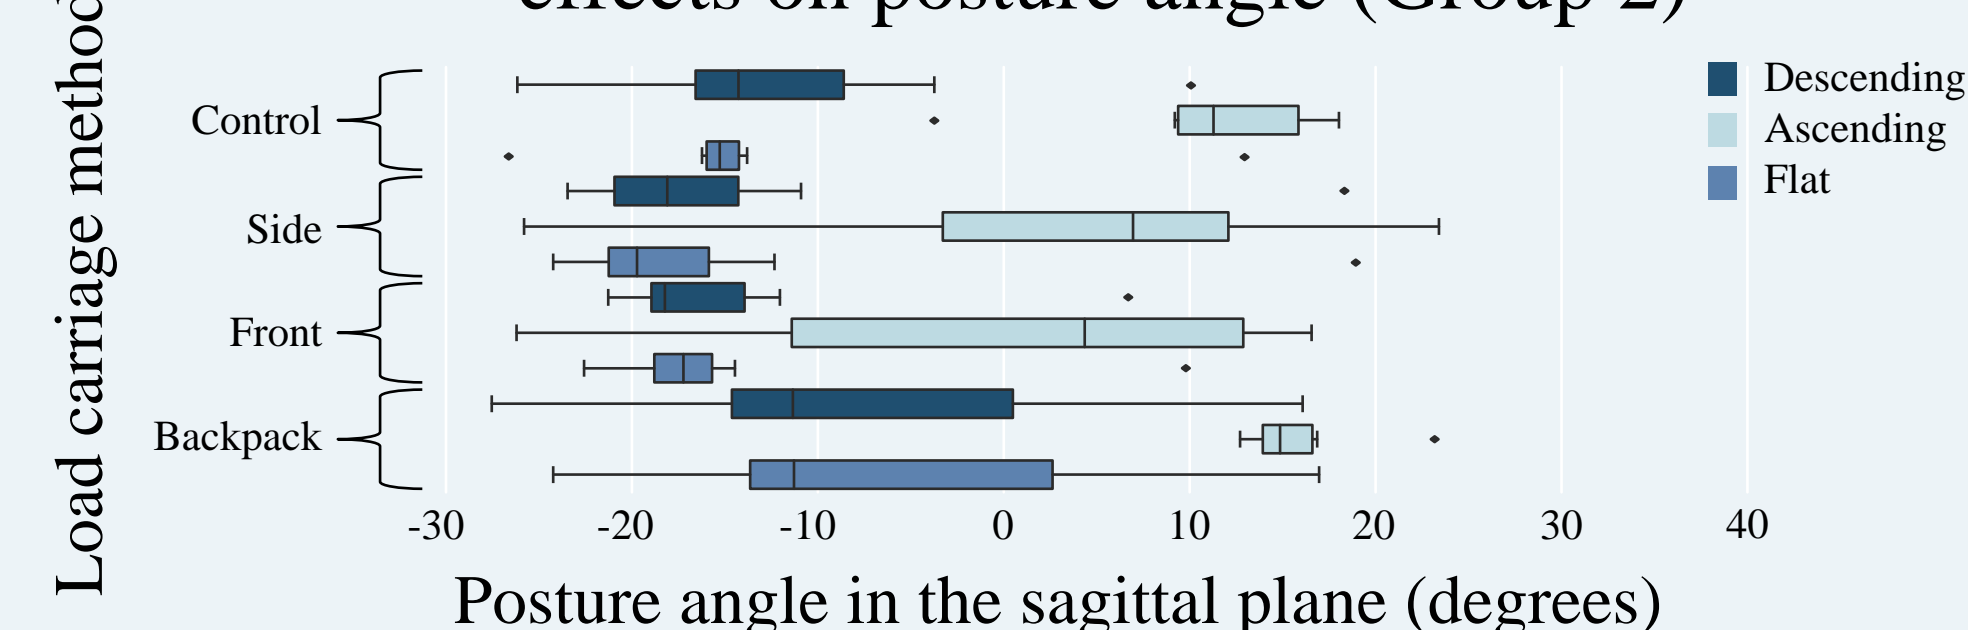 effects on posture angle (Group 2)
Load carriage method
Control
Side
Front
Backpack
Descending
Ascending
Flat
-30 -20 -10 0 10 20 30 40
Posture angle in the sagittal plane (degrees)